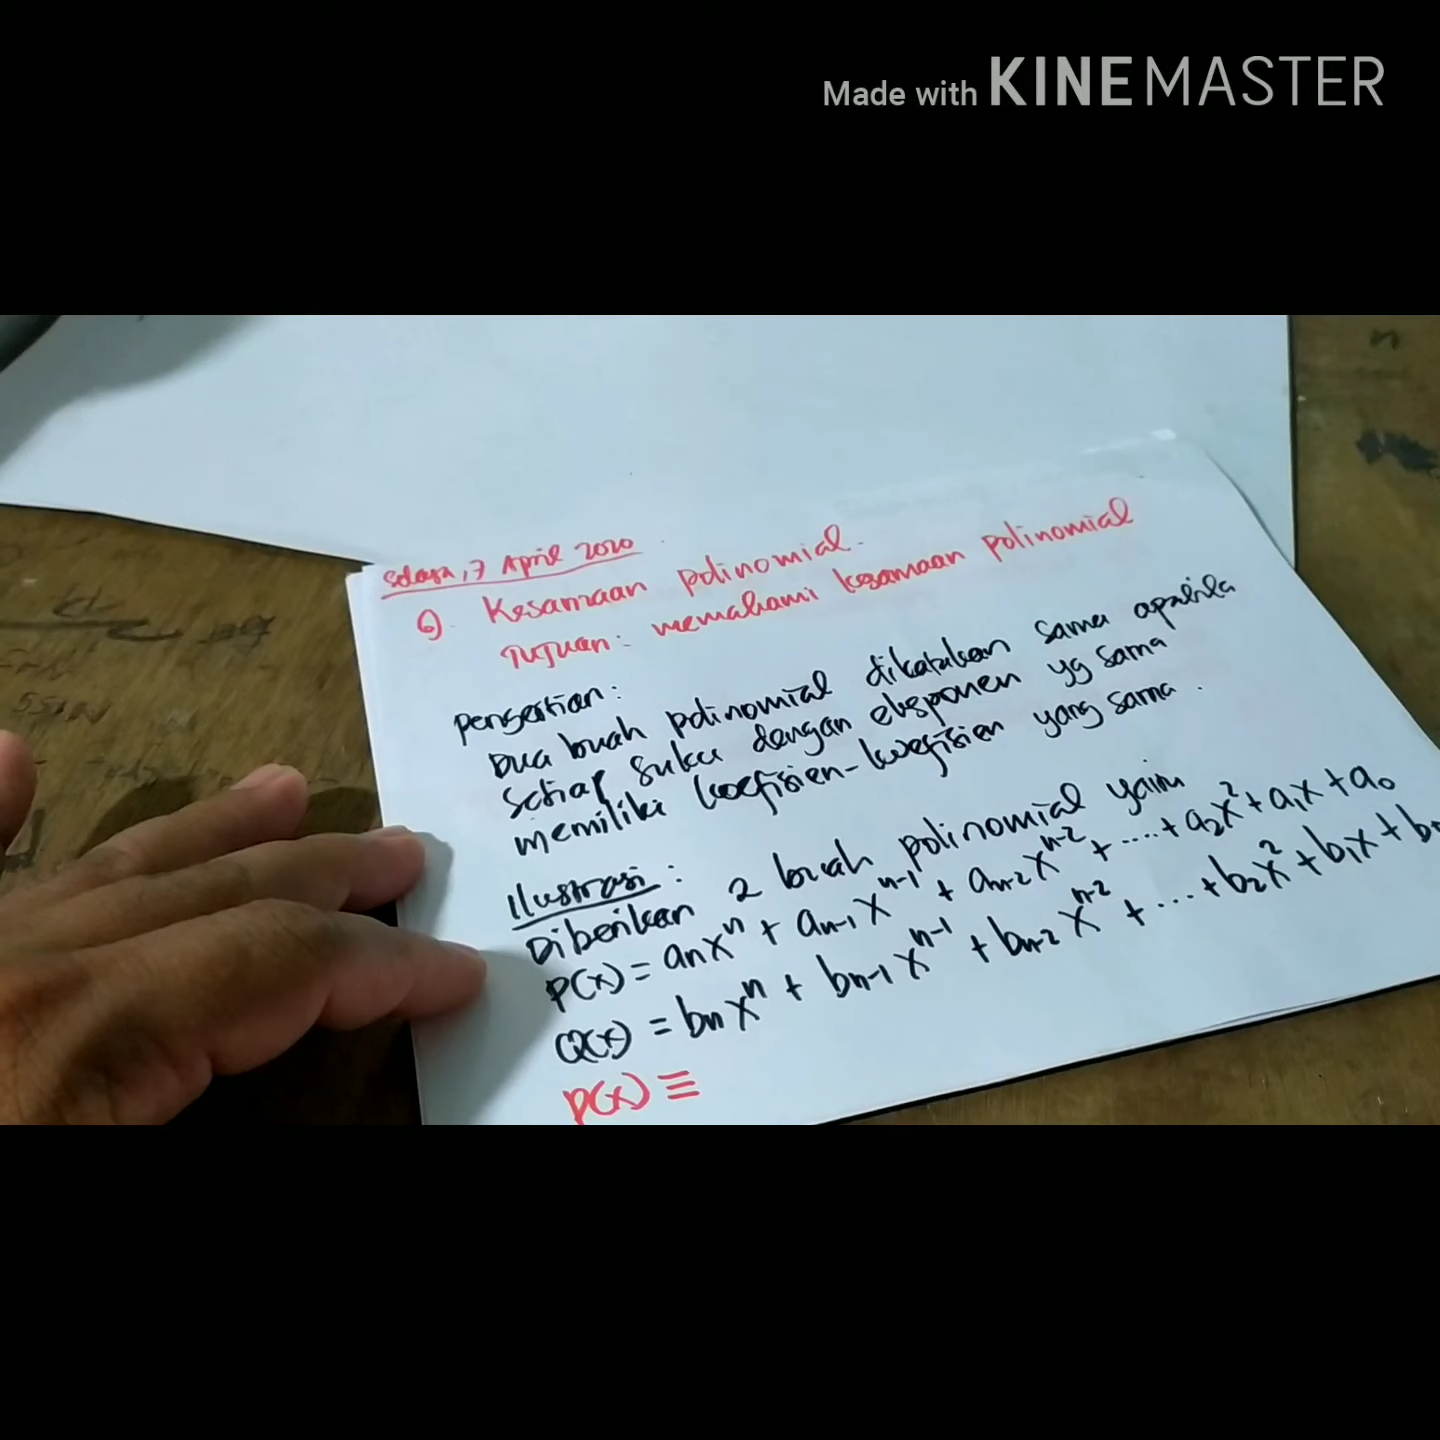 Made with KINEMASTER
Selasa, 7 April 2020
6) Kesamaan polinomial.
Tujuan: memahami kesamaan polinomial
Pengertian:
Dua buah polinomial dikatakan sama apabila
setiap suku dengan eksponen yg sama
memiliki koefisien-koefisien yang sama.
Ilustrasi:
Diberikan 2 buah polinomial yaitu
P(x) = aₙxⁿ + aₙ₋₁xⁿ⁻¹ + aₙ₋₂xⁿ⁻² + ....+ a₂x² + a₁x + a₀
Q(x) = bₙxⁿ + bₙ₋₁xⁿ⁻¹ + bₙ₋₂xⁿ⁻² + ...+ b₂x² + b₁x + b
P(x) ≡